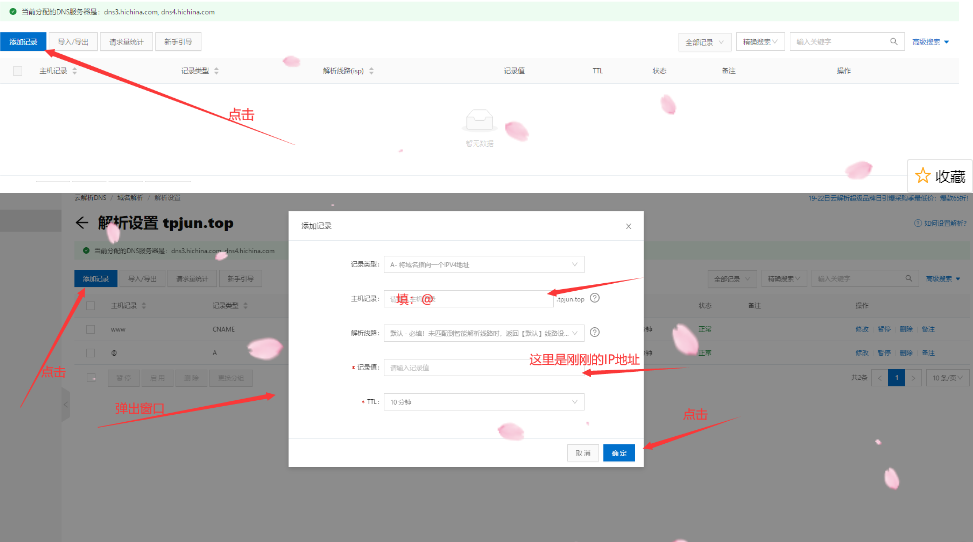 当前分配的DNS服务器是: dns3.hichina.com, dns4.hichina.com
添加记录 导入/导出 请求量统计 新手引导 全部记录 精确搜索 输入关键字 高级搜索
主机记录 记录类型 解析线路(isp) 记录值 TTL 状态 备注 操作
点击
暂无数据
收藏
云解析DNS / 域名解析 / 解析设置
解析设置 tpjun.top
如何设置解析?
当前分配的DNS服务器是: dns3.hichina.com, dns4.hichina.com
添加记录 导入/导出 请求量统计 新手引导 全部记录 精确搜索 输入关键字 高级搜索
主机记录 记录类型 状态 备注 操作
www CNAME 正常 修改 暂停 删除 备注
@ A 正常 修改 暂停 删除 备注
暂停 启用 删除
共2条 < 1 > 10 条/页
点击
弹出窗口
添加记录
记录类型: A- 将域名指向一个IPV4地址
主机记录: 填：@ .tpjun.top
解析线路: 默认 - 必填！未匹配到智能解析线路时，返回【默认】线路设...
这里是刚刚的IP地址
* 记录值: 请输入记录值
* TTL: 10 分钟
点击
取消 确定